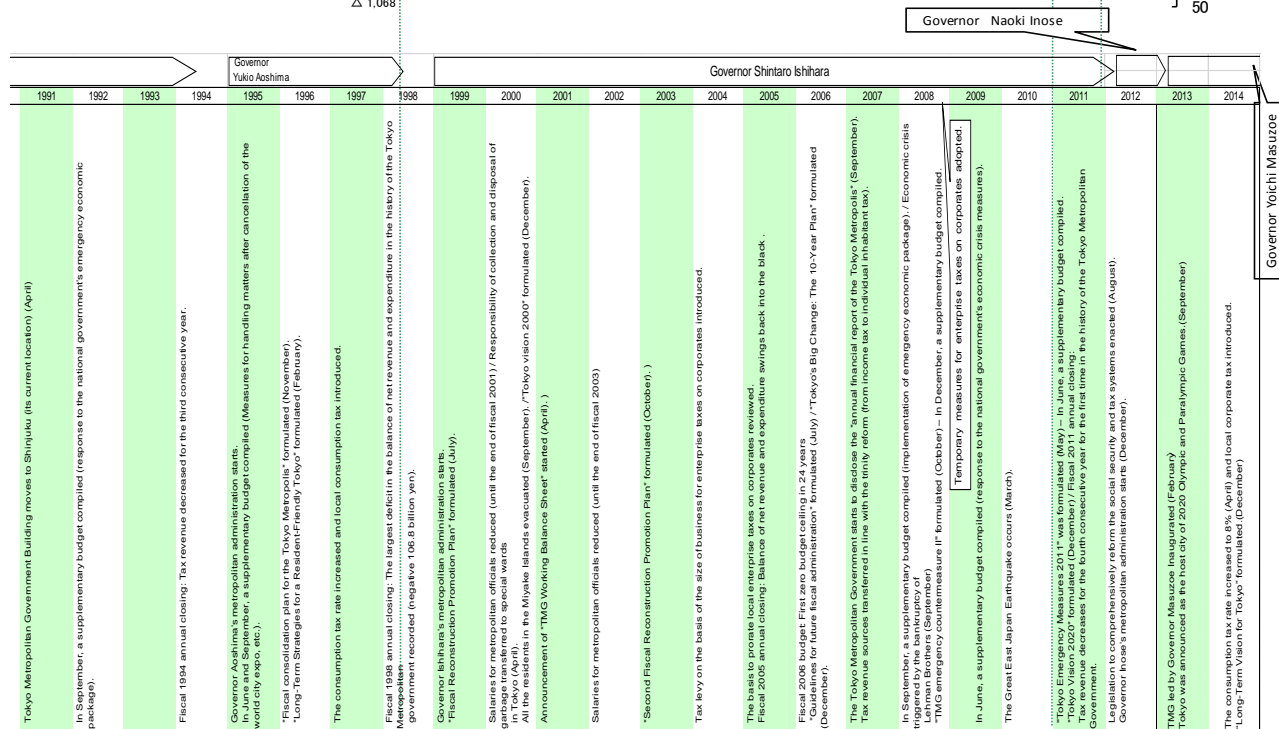 △ 1,068
50
Governor Naoki Inose
Governor
Yukio Aoshima
Governor Shintaro Ishihara
Governor Yoichi Masuzoe
1991 1992 1993 1994 1995 1996 1997 1998 1999 2000 2001 2002 2003 2004 2005 2006 2007 2008 2009 2010 2011 2012 2013 2014
Tokyo Metropolitan Government Building moves to Shinjuku (its current location) (April)
In September, a supplementary budget compiled (response to the national government's emergency economic
package).
Fiscal 1994 annual closing: Tax revenue decreased for the third consecutive year.
Governor Aoshima's metropolitan administration starts.
In June and September, a supplementary budget compiled (Measures for handling matters after cancellation of the
world city expo, etc.).
"Fiscal consolidation plan for the Tokyo Metropolis" formulated (November).
"Long-Term Strategies for a Resident-Friendly Tokyo" formulated (Fabruary).
The consumption tax rate increased and local consumption tax introduced.
Fiscal 1998 annual closing: The largest deficit in the balance of net revenue and expenditure in the history of the Tokyo
Metropolitan
government recorded (negative 106.8 billion yen).
Governor Ishihara's metropolitan administration starts.
"Fiscal Reconstruction Promotion Plan" formulated (July).
Salaries for metropolitan officials reduced (until the end of fiscal 2001) / Responsibility of collection and disposal of
garbage transferred to special wards
in Tokyo (April).
All the residents in the Miyake Islands evacuated (September). /"Tokyo vision 2000" formulated (December).
Announcement of "TMG Working Balance Sheet" started (April). )
Salaries for metropolitan officials reduced (until the end of fiscal 2003)
"Second Fiscal Reconstruction Promotion Plan" formulated (October). )
Tax levy on the basis of the size of business for enterprise taxes on corporates introduced.
The basis to prorate local enterprise taxes on corporates reviewed.
Fiscal 2005 annual closing: Balance of net revenue and expenditure swings back into the black .
Fiscal 2006 budget: First zero budget ceiling in 24 years
"Guidelines for future fiscal administration" formulated (July) / "Tokyo's Big Change: The 10-Year Plan" formulated
(December).
The Tokyo Metropolitan Government starts to disclose the "annual financial report of the Tokyo Metropolis" (September).
Tax revenue sources transferred in line with the trinity reform (from income tax to individual inhabitant tax).
In September, a supplementary budget compiled (implementation of emergency economic package). / Economic crisis
triggered by the bankruptcy of
Lehman Brothers (September)
"TMG emergency countermeasure II" formulated (October) – In December, a supplementary budget compiled.
Temporary measures for enterprise taxes on corporates adopted.
In June, a supplementary budget compiled (response to the national government's economic crisis measures).
The Great East Japan Earthquake occurs (March).
"Tokyo Emergency Measures 2011" was formulated (May) – In June, a supplementary budget compiled.
"Tokyo Vision 2020" formulated (December) / Fiscal 2011 annual closing:
Tax revenue decreases for the fourth consecutive year for the first time in the history of the Tokyo Metropolitan
Government.
Legislation to comprehensively reform the social security and tax systems enacted (August).
Governor Inose's metropolitan administration starts (December).
TMG led by Governor Masuzoe Inaugurated (February)
Tokyo was announced as the host city of 2020 Olympic and Paralympic Games.(September)
The consumption tax rate increased to 8% (April) and local corporate tax introduced.
"Long-Term Vision for Tokyo" formulated.(December)